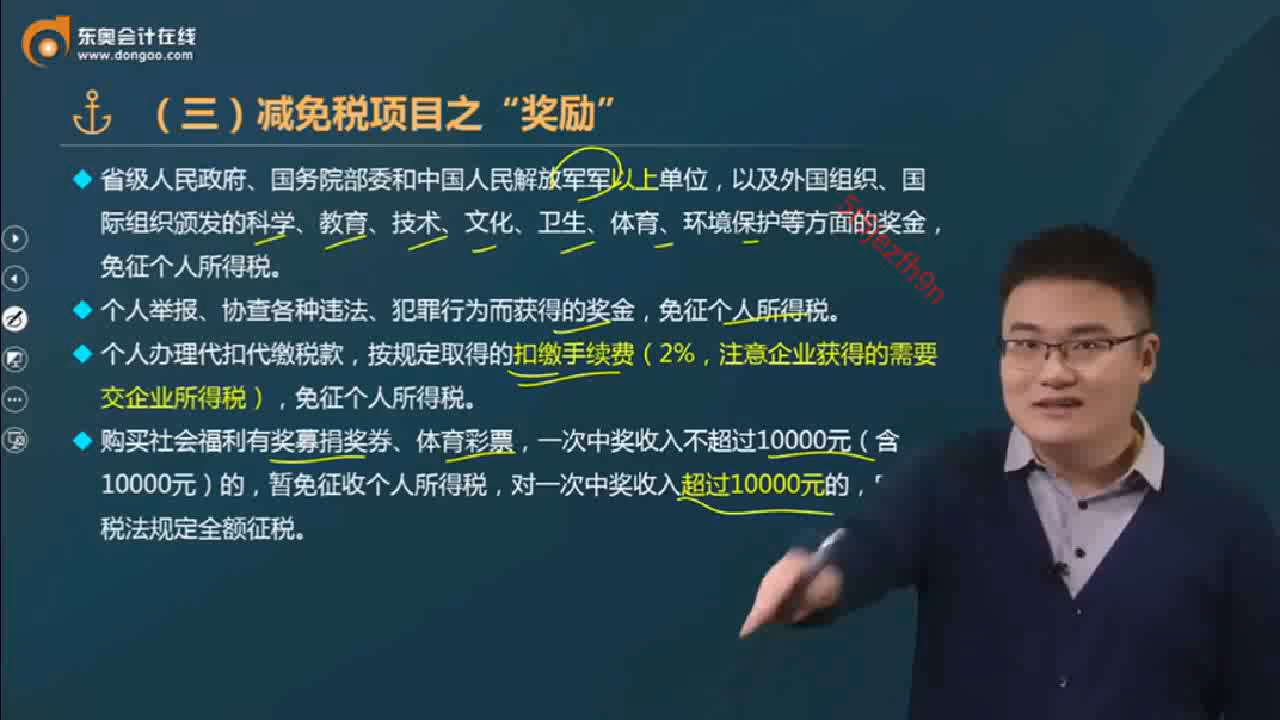 东奥会计在线
www.dongao.com
（三）减免税项目之“奖励”
省级人民政府、国务院部委和中国人民解放军军以上单位，以及外国组织、国
际组织颁发的科学、教育、技术、文化、卫生、体育、环境保护等方面的奖金，
免征个人所得税。
个人举报、协查各种违法、犯罪行为而获得的奖金，免征个人所得税。
个人办理代扣代缴税款，按规定取得的扣缴手续费（2%，注意企业获得的需要
交企业所得税），免征个人所得税。
购买社会福利有奖募捐奖券、体育彩票，一次中奖收入不超过10000元（含
10000元）的，暂免征收个人所得税，对一次中奖收入超过10000元的，
税法规定全额征税。